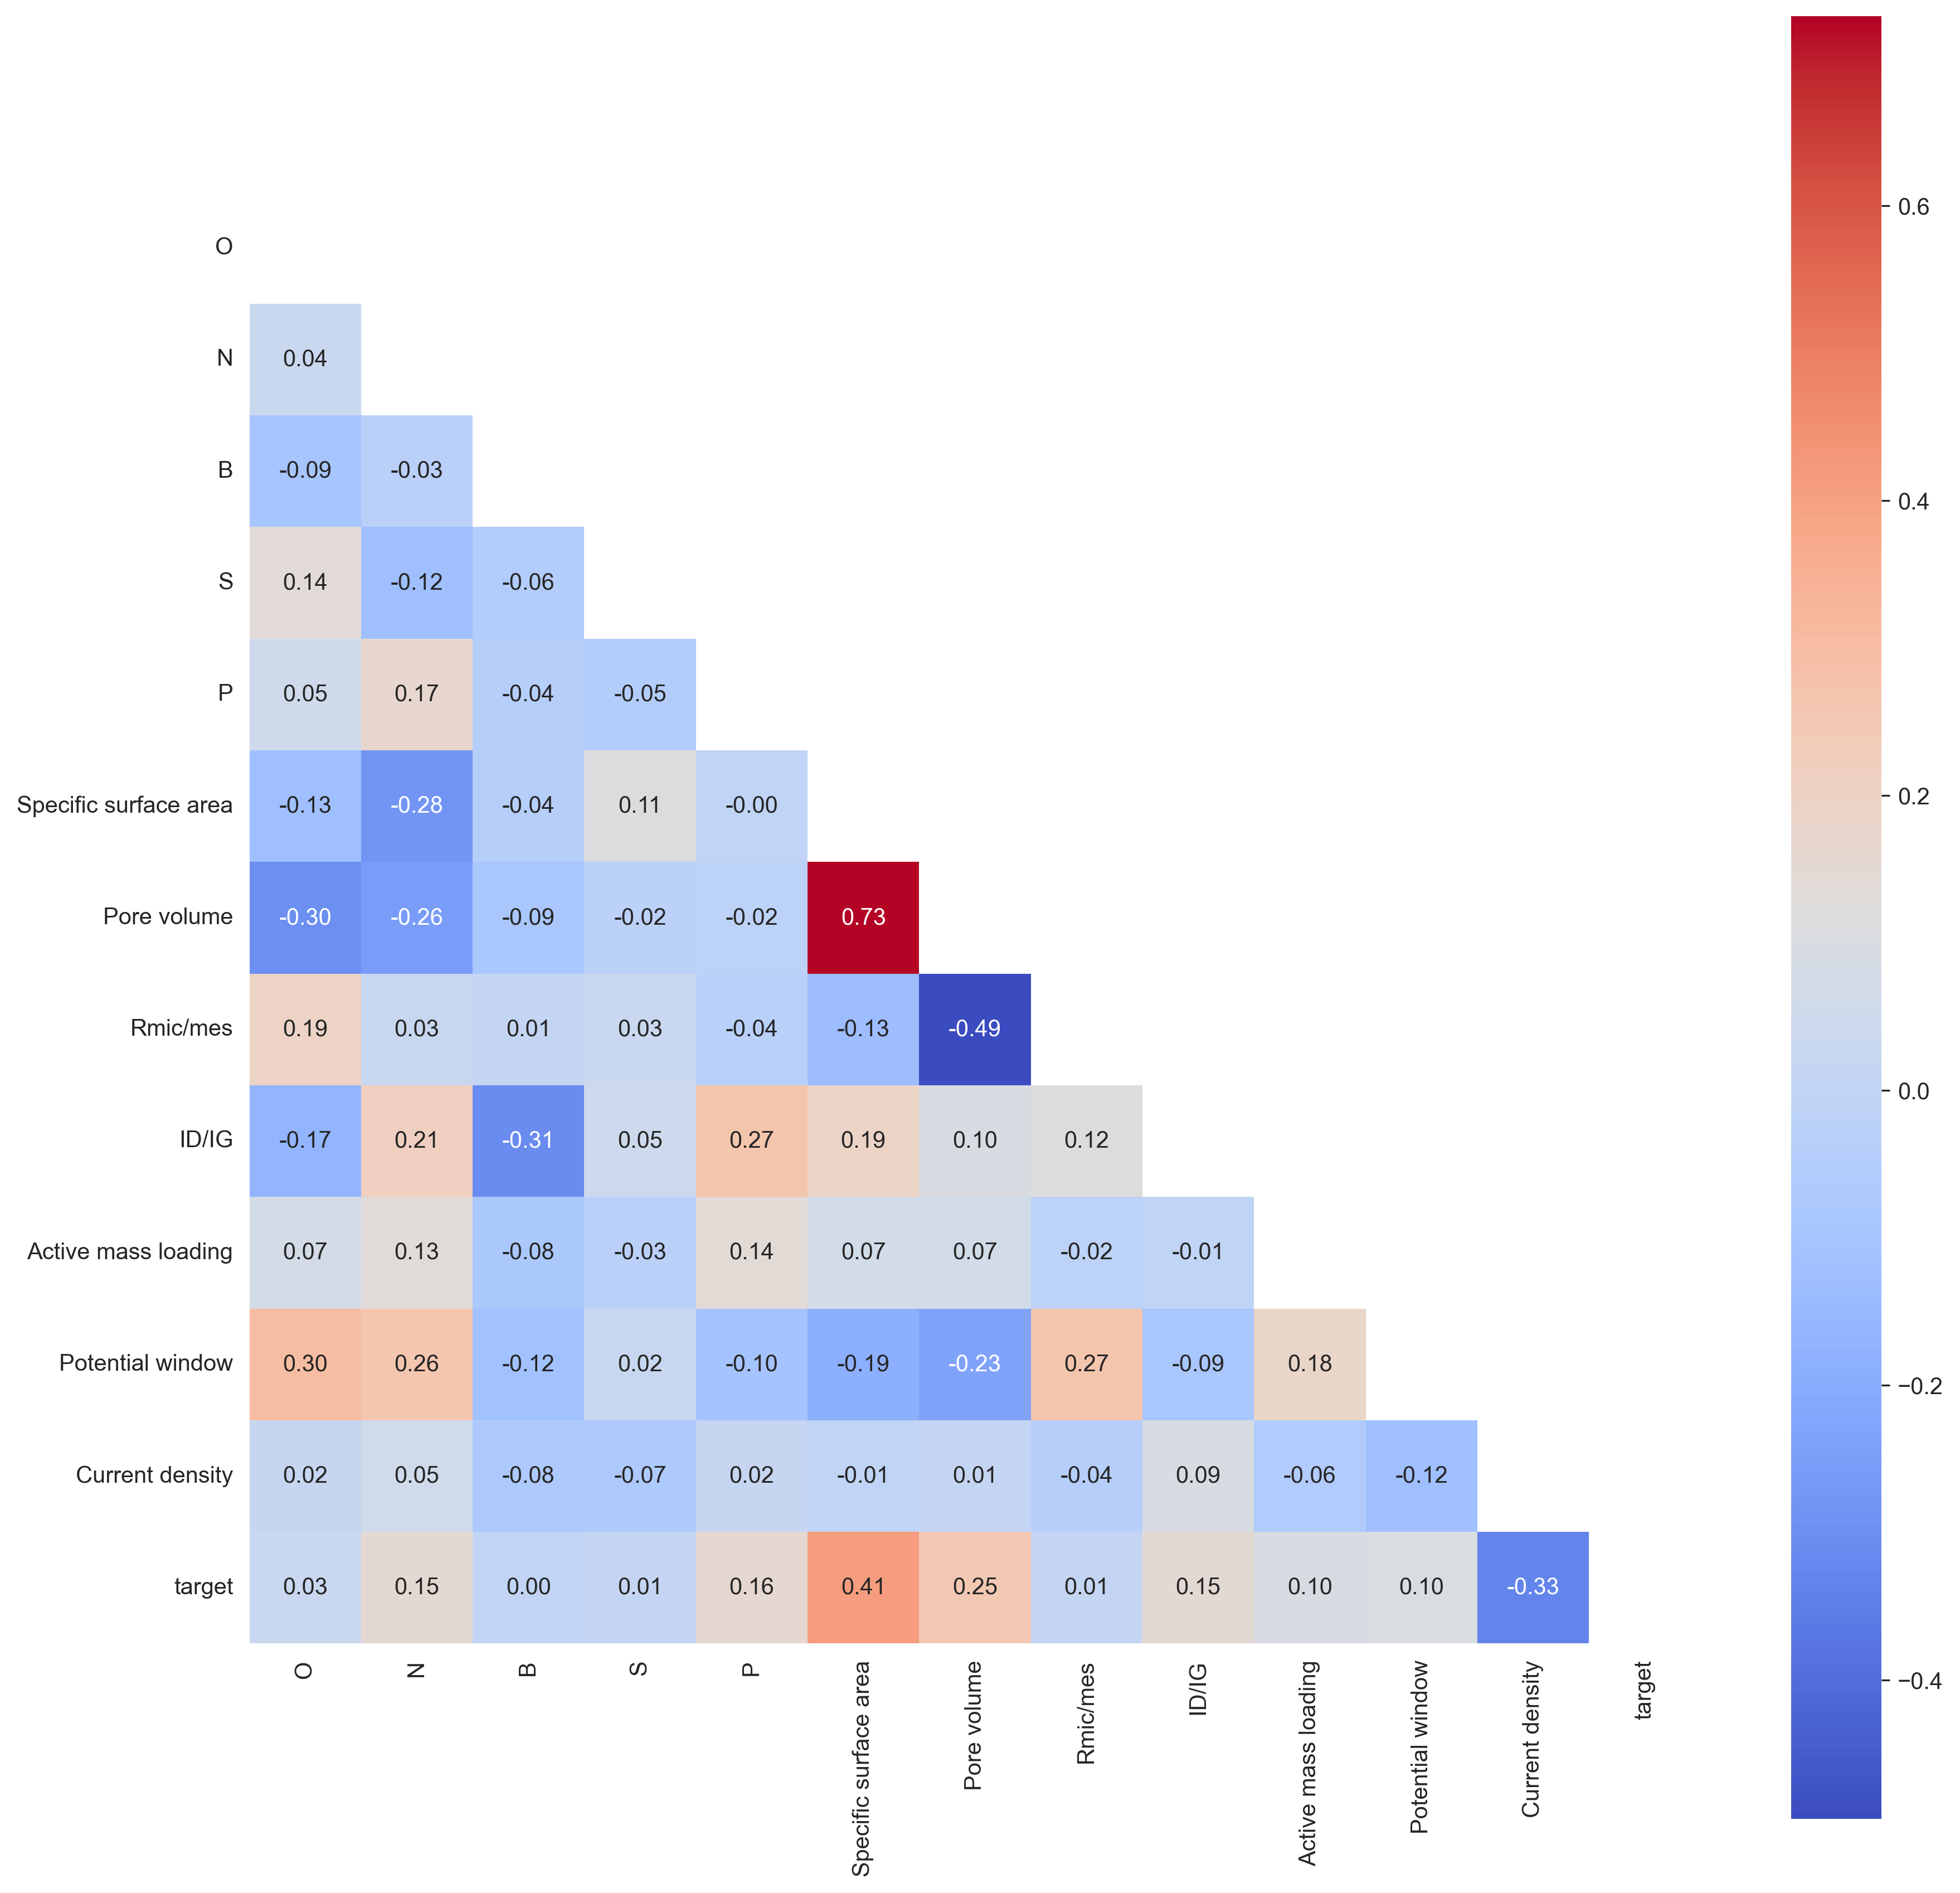 O
N 0.04
B -0.09 -0.03
S 0.14 -0.12 -0.06
P 0.05 0.17 -0.04 -0.05
Specific surface area -0.13 -0.28 -0.04 0.11 -0.00
Pore volume -0.30 -0.26 -0.09 -0.02 -0.02 0.73
Rmic/mes 0.19 0.03 0.01 0.03 -0.04 -0.13 -0.49
ID/IG -0.17 0.21 -0.31 0.05 0.27 0.19 0.10 0.12
Active mass loading 0.07 0.13 -0.08 -0.03 0.14 0.07 0.07 -0.02 -0.01
Potential window 0.30 0.26 -0.12 0.02 -0.10 -0.19 -0.23 0.27 -0.09 0.18
Current density 0.02 0.05 -0.08 -0.07 0.02 -0.01 0.01 -0.04 0.09 -0.06 -0.12
target 0.03 0.15 0.00 0.01 0.16 0.41 0.25 0.01 0.15 0.10 0.10 -0.33
O
N
B
S
P
Specific surface area
Pore volume
Rmic/mes
ID/IG
Active mass loading
Potential window
Current density
target
0.6
0.4
0.2
0.0
−0.2
−0.4